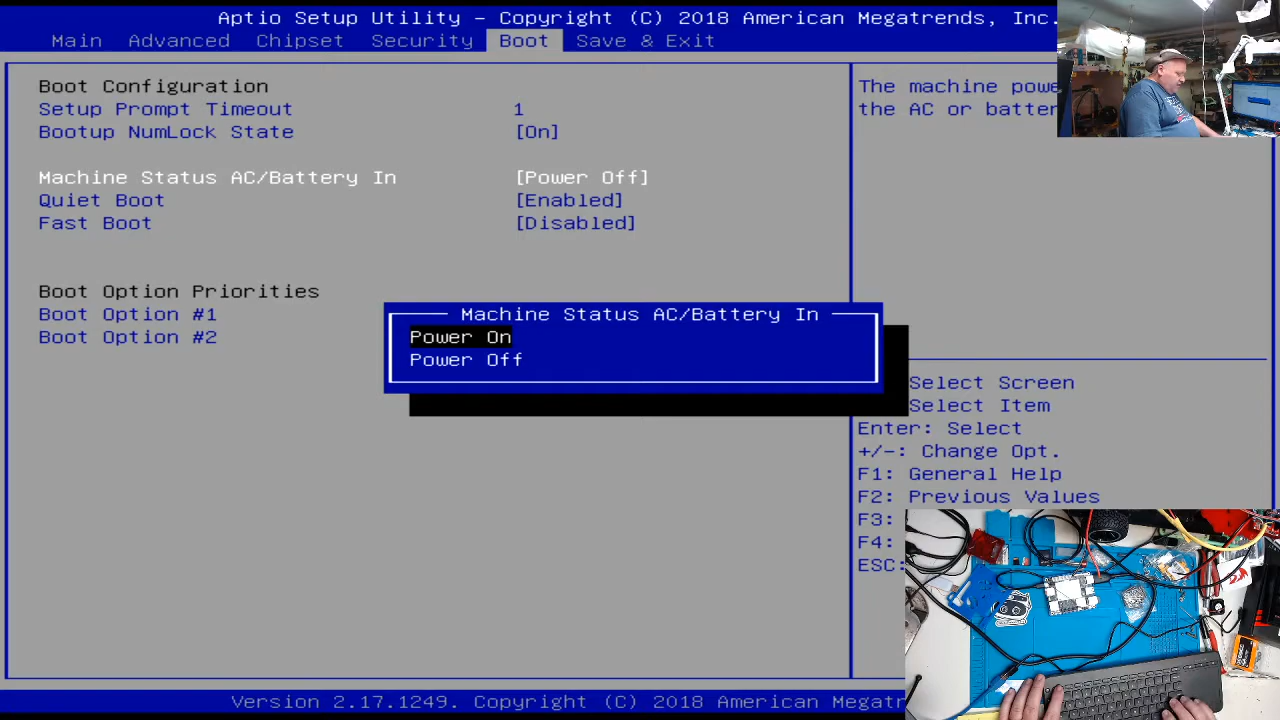 Aptio Setup Utility – Copyright (C) 2018 American Megatrends, Inc.
Main Advanced Chipset Security Boot Save & Exit
Boot Configuration
Setup Prompt Timeout 1
Bootup NumLock State [On]
Machine Status AC/Battery In [Power Off]
Quiet Boot [Enabled]
Fast Boot [Disabled]
Boot Option Priorities
Boot Option #1
Boot Option #2
Machine Status AC/Battery In
Power On
Power Off
The machine powe
the AC or batter
Select Screen
Select Item
Enter: Select
+/-: Change Opt.
F1: General Help
F2: Previous Values
F3:
F4:
ESC:
Version 2.17.1249. Copyright (C) 2018 American Megatr